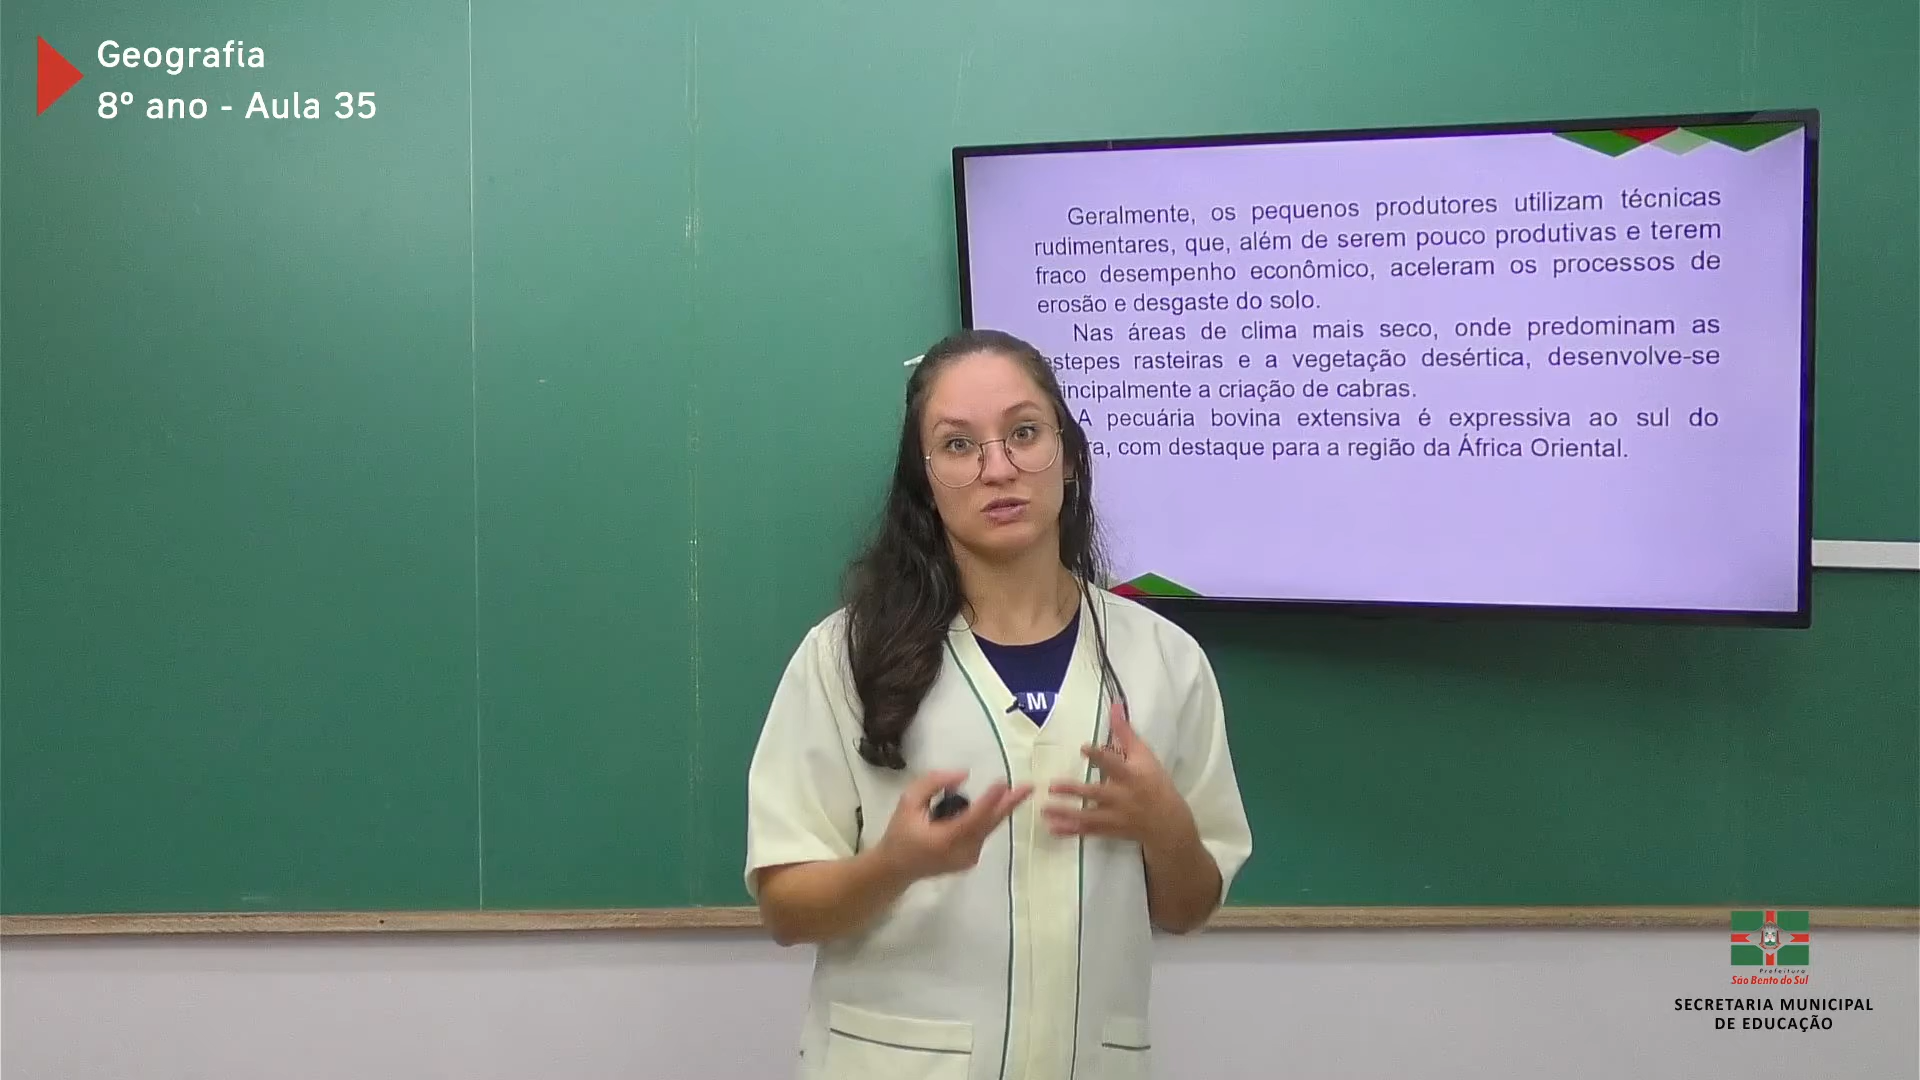 Geografia
8º ano - Aula 35
Geralmente, os pequenos produtores utilizam técnicas
rudimentares, que, além de serem pouco produtivas e terem
fraco desempenho econômico, aceleram os processos de
erosão e desgaste do solo.
Nas áreas de clima mais seco, onde predominam as
estepes rasteiras e a vegetação desértica, desenvolve-se
incipalmente a criação de cabras.
A pecuária bovina extensiva é expressiva ao sul do
ra, com destaque para a região da África Oriental.
M
Prefeitura
São Bento do Sul
SECRETARIA MUNICIPAL
DE EDUCAÇÃO